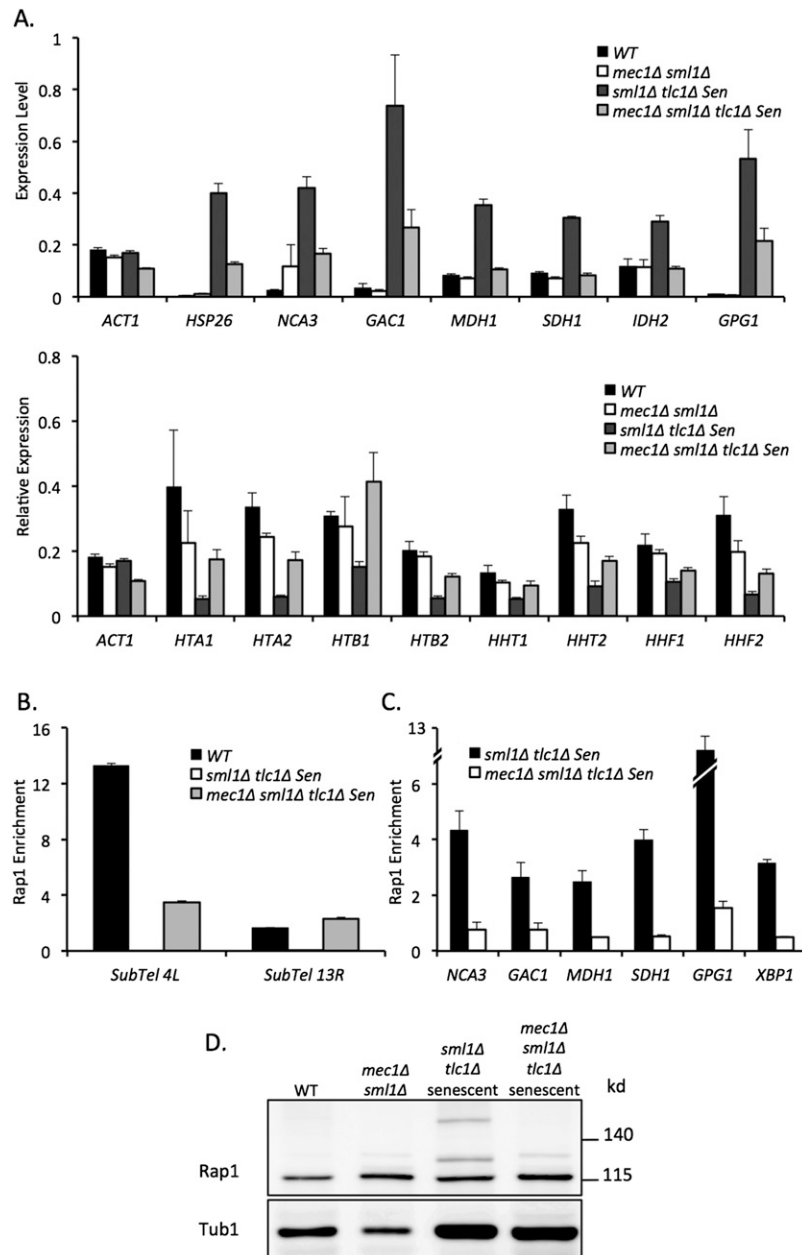 A.
Expression Level
1
0.8
0.6
0.4
0.2
0
WT
mec1Δ sml1Δ
sml1Δ tlc1Δ Sen
mec1Δ sml1Δ tlc1Δ Sen
ACT1 HSP26 NCA3 GAC1 MDH1 SDH1 IDH2 GPG1
Relative Expression
0.8
0.6
0.4
0.2
0
WT
mec1Δ sml1Δ
sml1Δ tlc1Δ Sen
mec1Δ sml1Δ tlc1Δ Sen
ACT1 HTA1 HTA2 HTB1 HTB2 HHT1 HHT2 HHF1 HHF2
B.
Rap1 Enrichment
16
12
8
4
0
WT
sml1Δ tlc1Δ Sen
mec1Δ sml1Δ tlc1Δ Sen
SubTel 4L SubTel 13R
C.
Rap1 Enrichment
13
6
4
2
0
sml1Δ tlc1Δ Sen
mec1Δ sml1Δ tlc1Δ Sen
NCA3 GAC1 MDH1 SDH1 GPG1 XBP1
D.
WT
mec1Δ
sml1Δ
sml1Δ
tlc1Δ
senescent
mec1Δ
sml1Δ
tlc1Δ
senescent
kd
140
115
Rap1
Tub1